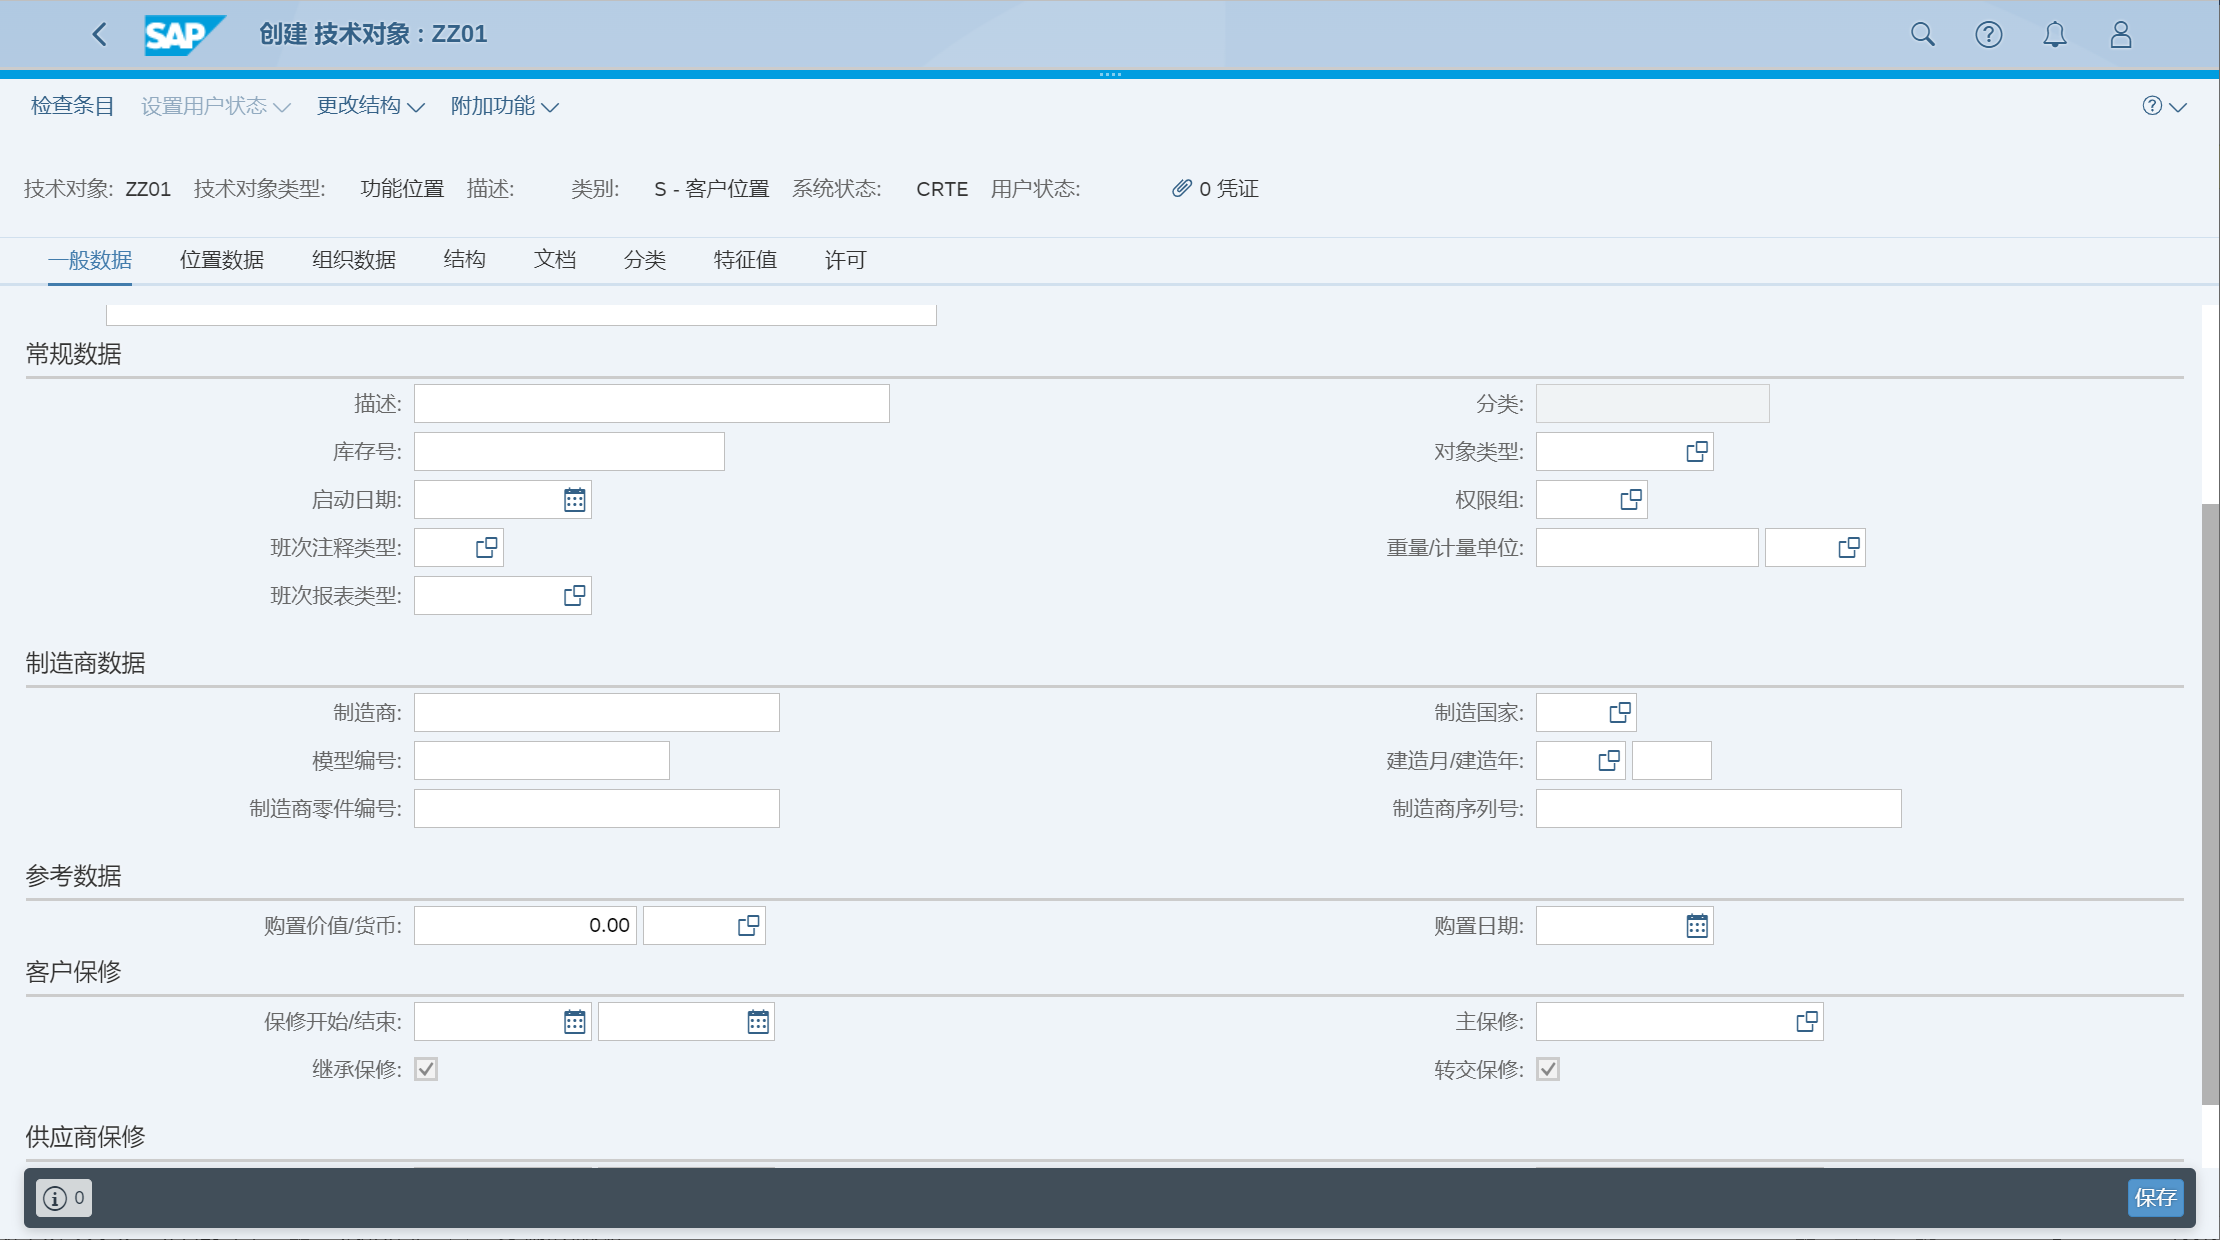 SAP 创建 技术对象 : ZZ01
检查条目 设置用户状态 更改结构 附加功能
技术对象: ZZ01 技术对象类型: 功能位置 描述: 类别: S - 客户位置 系统状态: CRTE 用户状态: 0 凭证
一般数据 位置数据 组织数据 结构 文档 分类 特征值 许可
常规数据
描述: 分类:
库存号: 对象类型:
启动日期: 权限组:
班次注释类型: 重量/计量单位:
班次报表类型:
制造商数据
制造商: 制造国家:
模型编号: 建造月/建造年:
制造商零件编号: 制造商序列号:
参考数据
购置价值/货币: 0.00 购置日期:
客户保修
保修开始/结束: 主保修:
继承保修: 转交保修:
供应商保修
0 保存